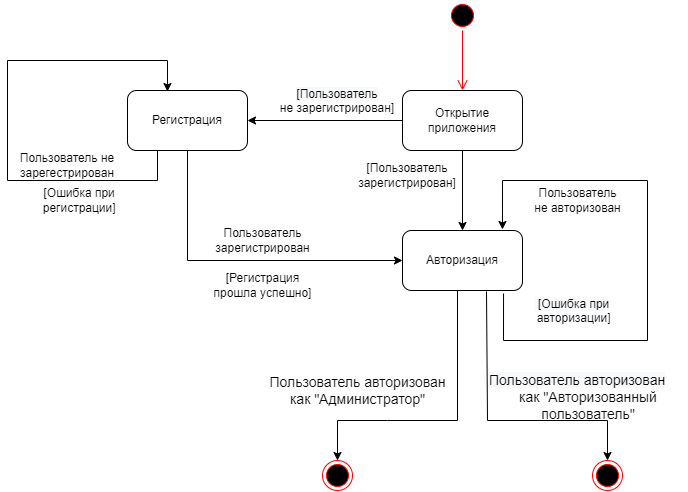 [Пользователь
не зарегистрирован]
Регистрация
Открытие
приложения
Пользователь не
зарегестрирован
[Ошибка при
регистрации]
[Пользователь
зарегистрирован]
Пользователь
не авторизован
Пользователь
зарегистрирован
Авторизация
[Регистрация
прошла успешно]
[Ошибка при
авторизации]
Пользователь авторизован
как "Администратор"
Пользователь авторизован
как "Авторизованный
пользователь"